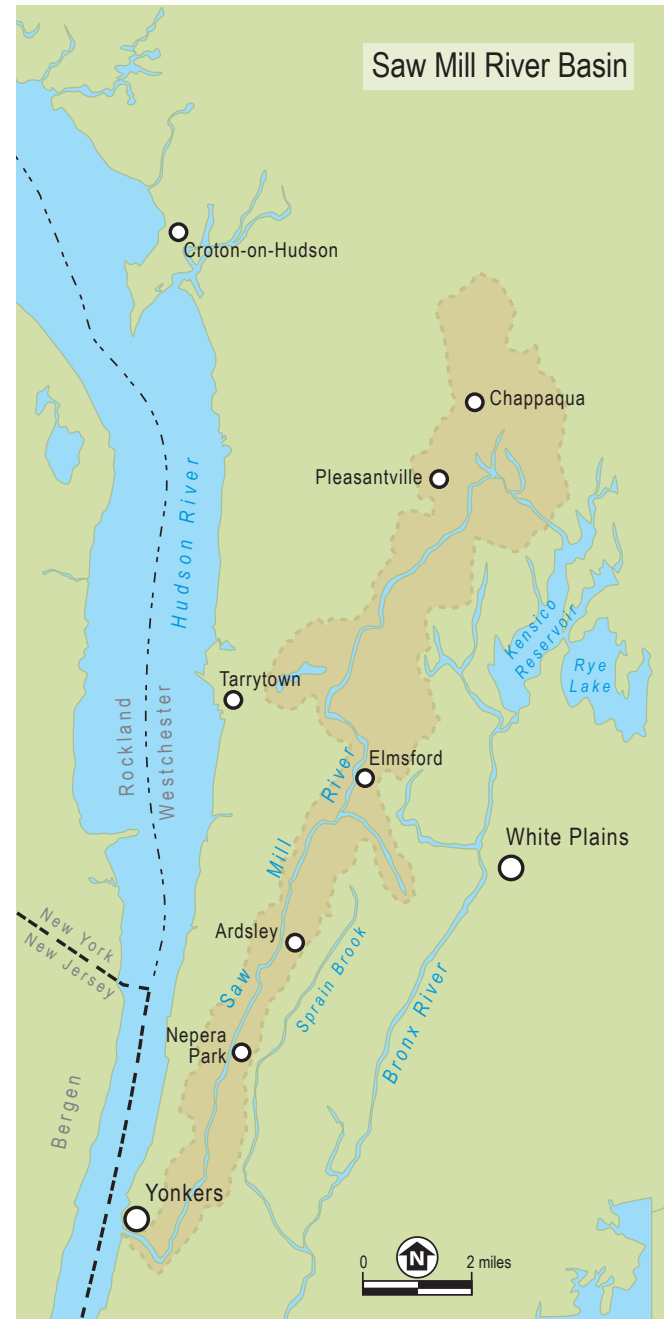 Saw Mill River Basin
Croton-on-Hudson
Chappaqua
Pleasantville
Hudson River
Kensico
Reservoir
Rye
Lake
Tarrytown
Rockland
Westchester
Elmsford
White Plains
Saw Mill River
Ardsley
Sprain Brook
New York
New Jersey
Bronx River
Nepera
Park
Bergen
Yonkers
N
0 2 miles